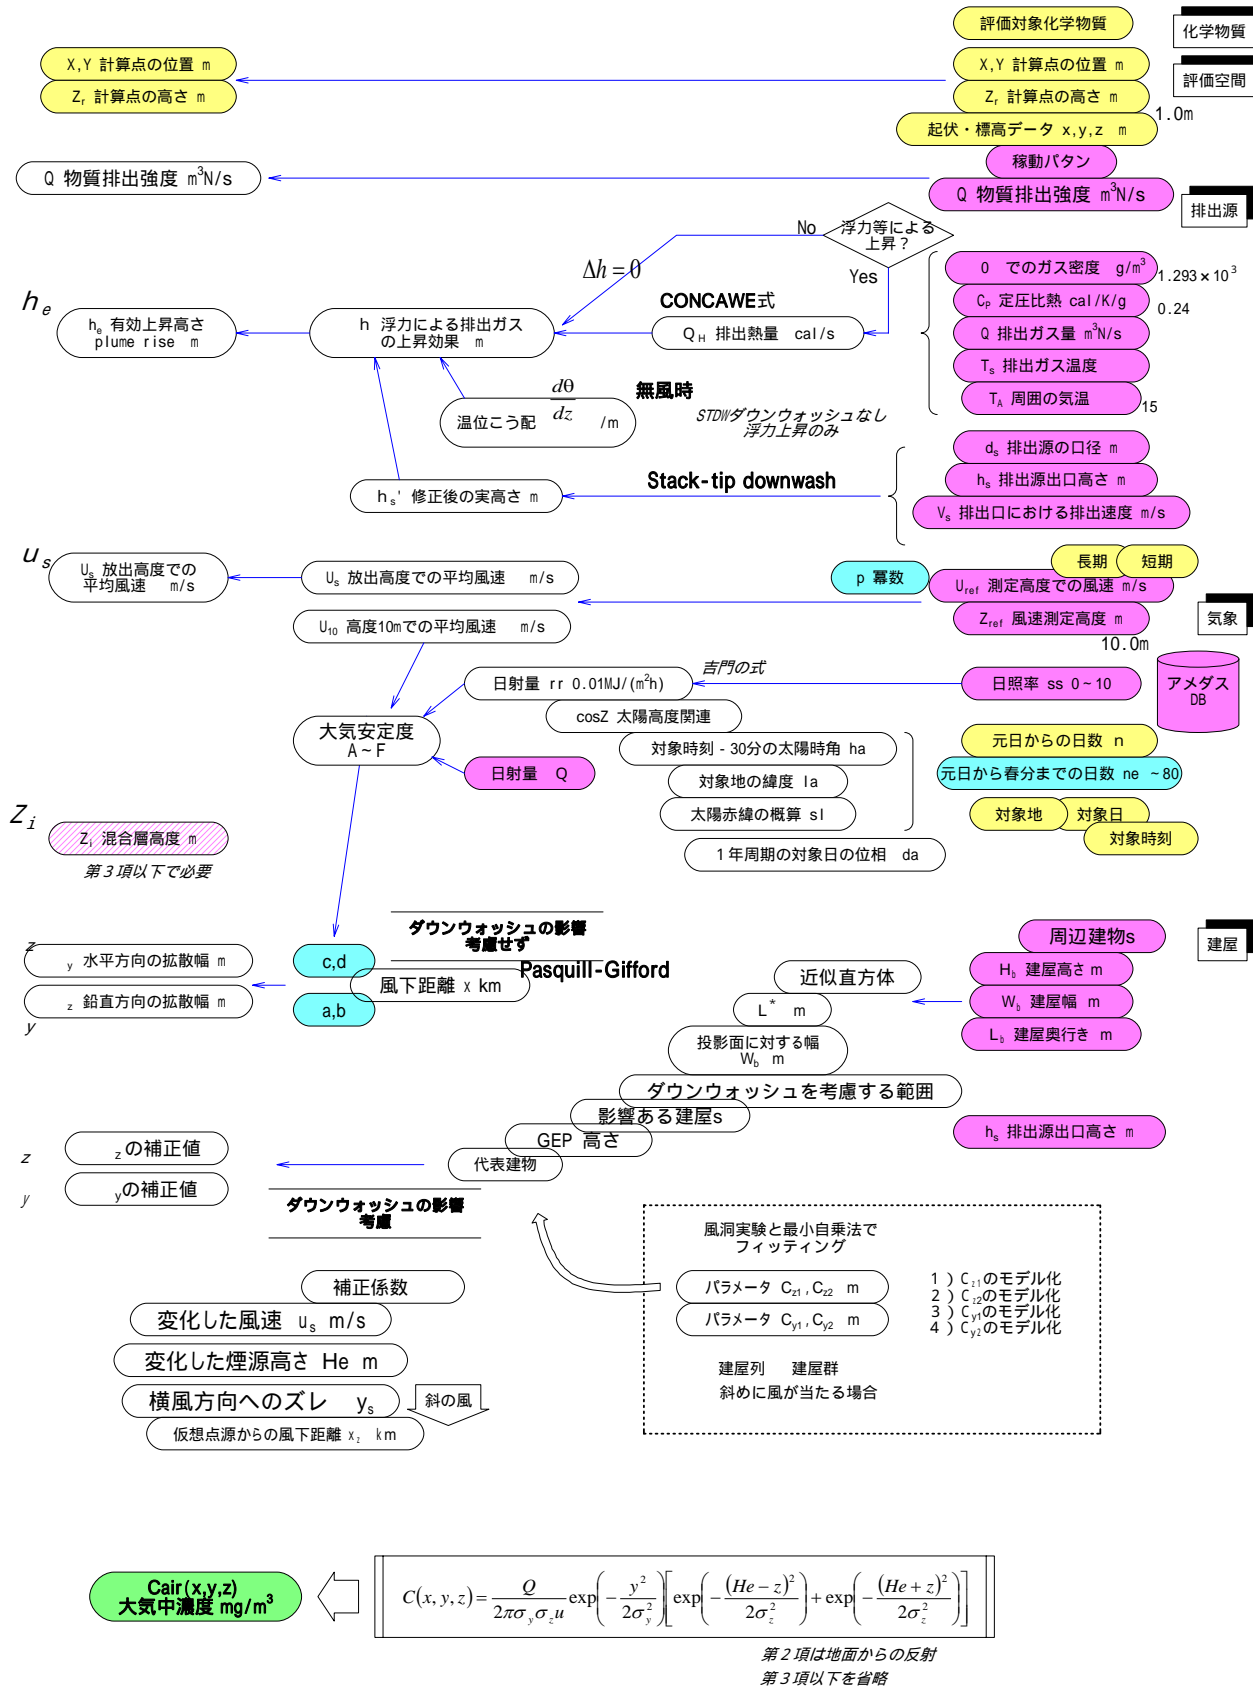 評価対象化学物質
化学物質
X,Y 計算点の位置 m
X,Y 計算点の位置 m
評価空間
Zr 計算点の高さ m
Zr 計算点の高さ m
1.0m
起伏・標高データ x,y,z m
稼動パタン
Q 物質排出強度 m³N/s
Q 物質排出強度 m³N/s
排出源
No
浮力等による
上昇？
Yes
Δh = 0
0 でのガス密度 g/m³
1.293×10³
CP 定圧比熱 cal/K/g
0.24
Q 排出ガス量 m³N/s
Ts 排出ガス温度
TA 周囲の気温
15
he
he 有効上昇高さ
plume rise m
h 浮力による排出ガス
の上昇効果 m
CONCAWE式
QH 排出熱量 cal/s
温位こう配 dθ/dz /m
無風時
STDWダウンウォッシュなし
浮力上昇のみ
ds 排出源の口径 m
hs 排出源出口高さ m
Vs 排出口における排出速度 m/s
Stack-tip downwash
hs' 修正後の実高さ m
us
Us 放出高度での
平均風速 m/s
Us 放出高度での平均風速 m/s
U10 高度10mでの平均風速 m/s
p 冪数
長期
短期
Uref 測定高度での風速 m/s
Zref 風速測定高度 m
10.0m
気象
アメダス
DB
吉門の式
日射量 rr 0.01MJ/(m²h)
日照率 ss 0~10
cosZ 太陽高度関連
大気安定度
A~F
対象時刻 - 30分の太陽時角 ha
元日からの日数 n
日射量 Q
対象地の緯度 la
元日から春分までの日数 ne ~80
太陽赤緯の概算 sl
対象地
対象日
対象時刻
1年周期の対象日の位相 da
Zi
Zi 混合層高度 m
第3項以下で必要
ダウンウォッシュの影響
考慮せず
周辺建物s
建屋
z
y 水平方向の拡散幅 m
c,d
Pasquill-Gifford
風下距離 x km
近似直方体
Hb 建屋高さ m
z 鉛直方向の拡散幅 m
a,b
L* m
Wb 建屋幅 m
y
投影面に対する幅
Wb m
Lb 建屋奥行き m
ダウンウォッシュを考慮する範囲
影響ある建屋s
GEP 高さ
hs 排出源出口高さ m
代表建物
z
zの補正値
y
yの補正値
ダウンウォッシュの影響
考慮
風洞実験と最小自乗法で
フィッティング
パラメータ Cz1,Cz2 m
パラメータ Cy1,Cy2 m
1）Cz1のモデル化
2）Cz2のモデル化
3）Cy1のモデル化
4）Cy2のモデル化
建屋列 建屋群
斜めに風が当たる場合
補正係数
変化した風速 us m/s
変化した煙源高さ He m
横風方向へのズレ ys
斜の風
仮想点源からの風下距離 xz km
Cair(x,y,z)
大気中濃度 mg/m³
C(x,y,z) = Q/(2πσyσzu) exp(-y²/2σy²)[exp(-(He-z)²/2σz²)+exp(-(He+z)²/2σz²)]
第2項は地面からの反射
第3項以下を省略